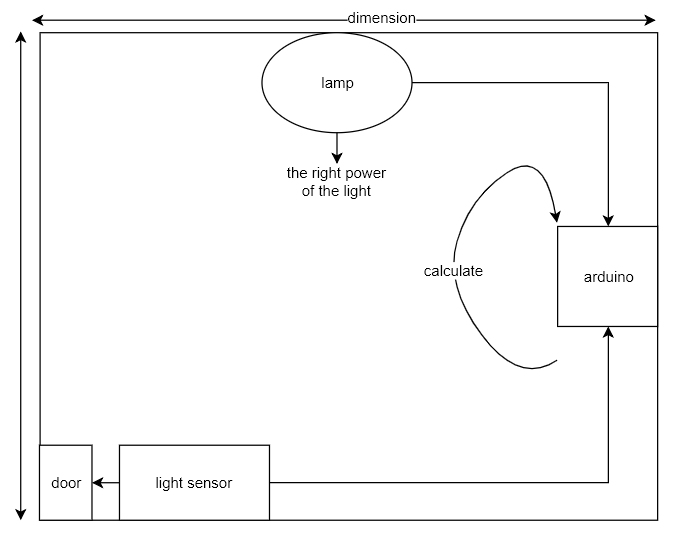 dimension
lamp
the right power
of the light
calculate
arduino
door
light sensor